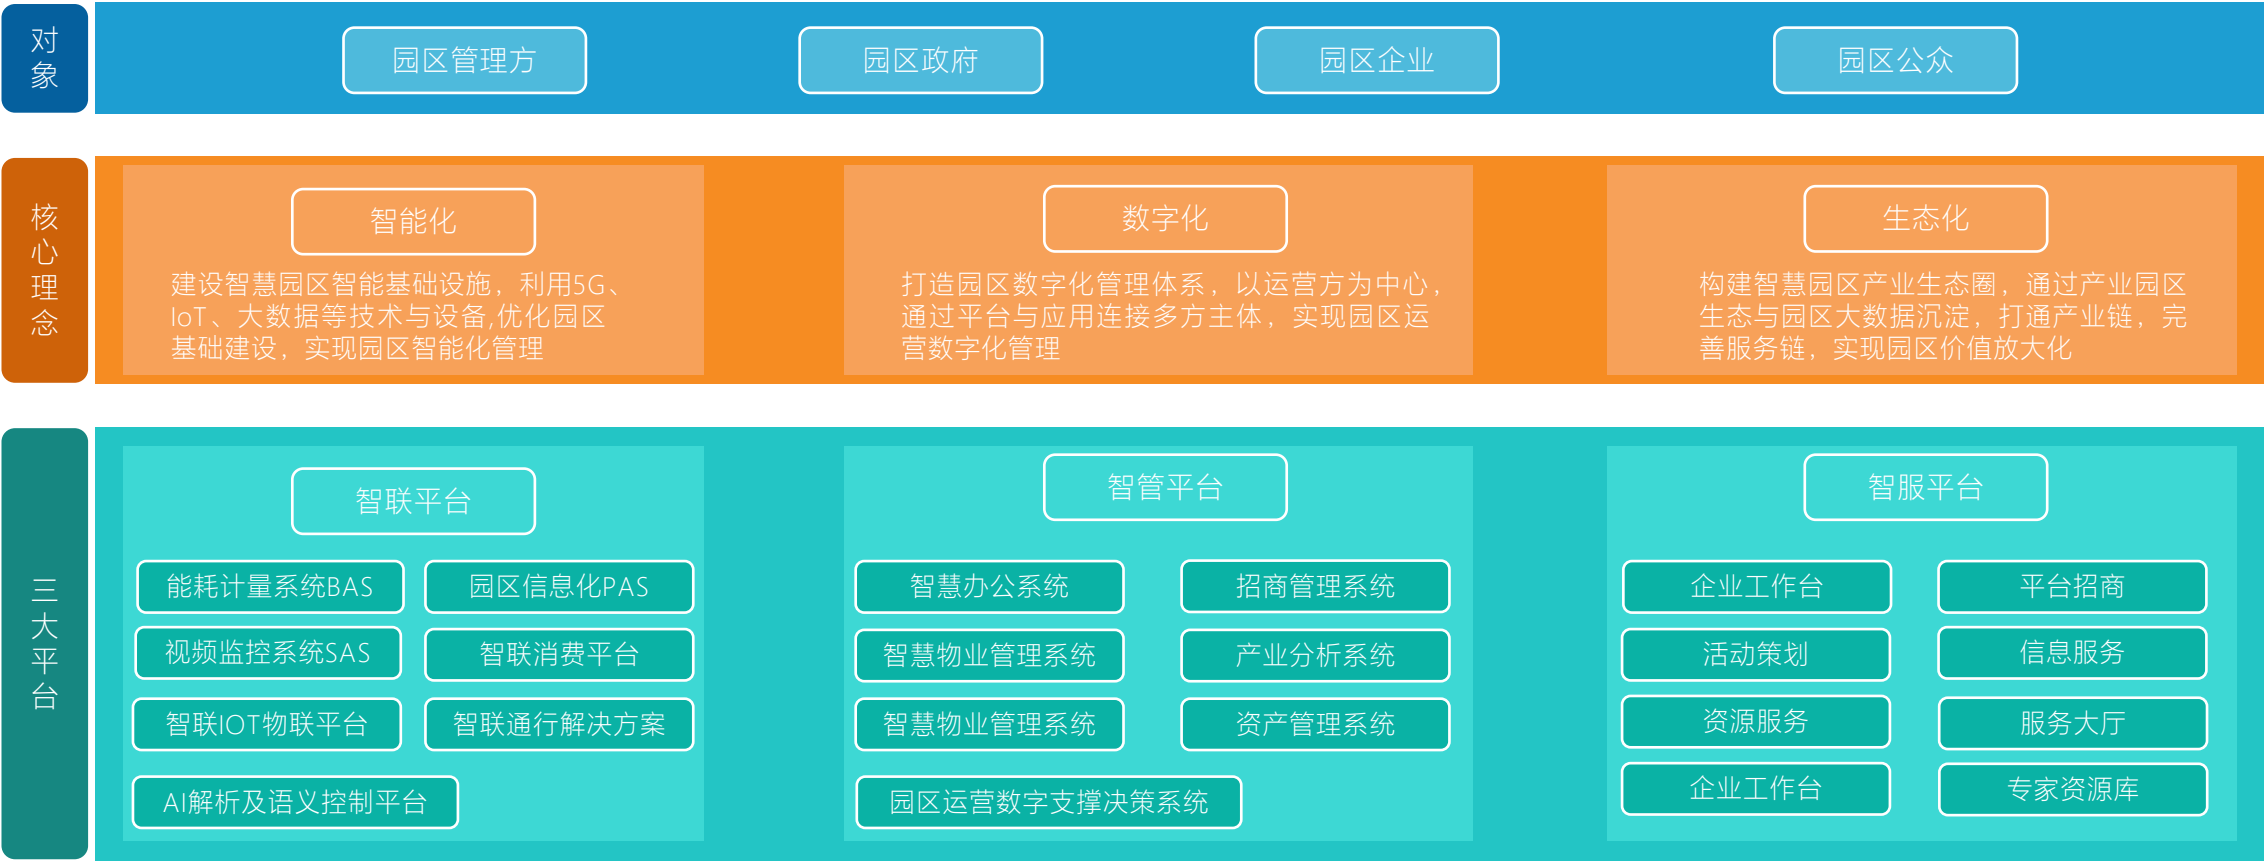 对象
园区管理方
园区政府
园区企业
园区公众
核心理念
智能化
建设智慧园区智能基础设施，利用5G、
IoT、大数据等技术与设备,优化园区
基础建设，实现园区智能化管理
数字化
打造园区数字化管理体系，以运营方为中心，
通过平台与应用连接多方主体，实现园区运
营数字化管理
生态化
构建智慧园区产业生态圈，通过产业园区
生态与园区大数据沉淀，打通产业链，完
善服务链，实现园区价值放大化
三大平台
智联平台
能耗计量系统BAS
园区信息化PAS
视频监控系统SAS
智联消费平台
智联IOT物联平台
智联通行解决方案
AI解析及语义控制平台
智管平台
智慧办公系统
招商管理系统
智慧物业管理系统
产业分析系统
智慧物业管理系统
资产管理系统
园区运营数字支撑决策系统
智服平台
企业工作台
平台招商
活动策划
信息服务
资源服务
服务大厅
企业工作台
专家资源库